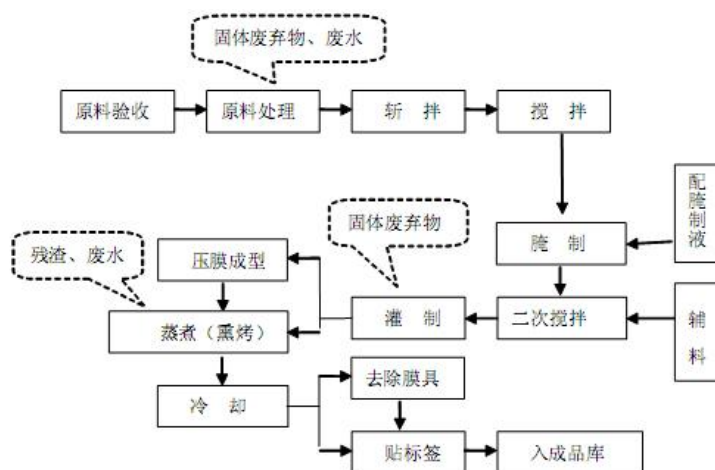 固体废弃物、废水
原料验收
原料处理
斩 拌
搅 拌
配腌制液
腌 制
固体废弃物
残渣、废水
压膜成型
灌 制
二次搅拌
辅料
蒸煮（熏烤）
去除膜具
冷 却
贴标签
入成品库